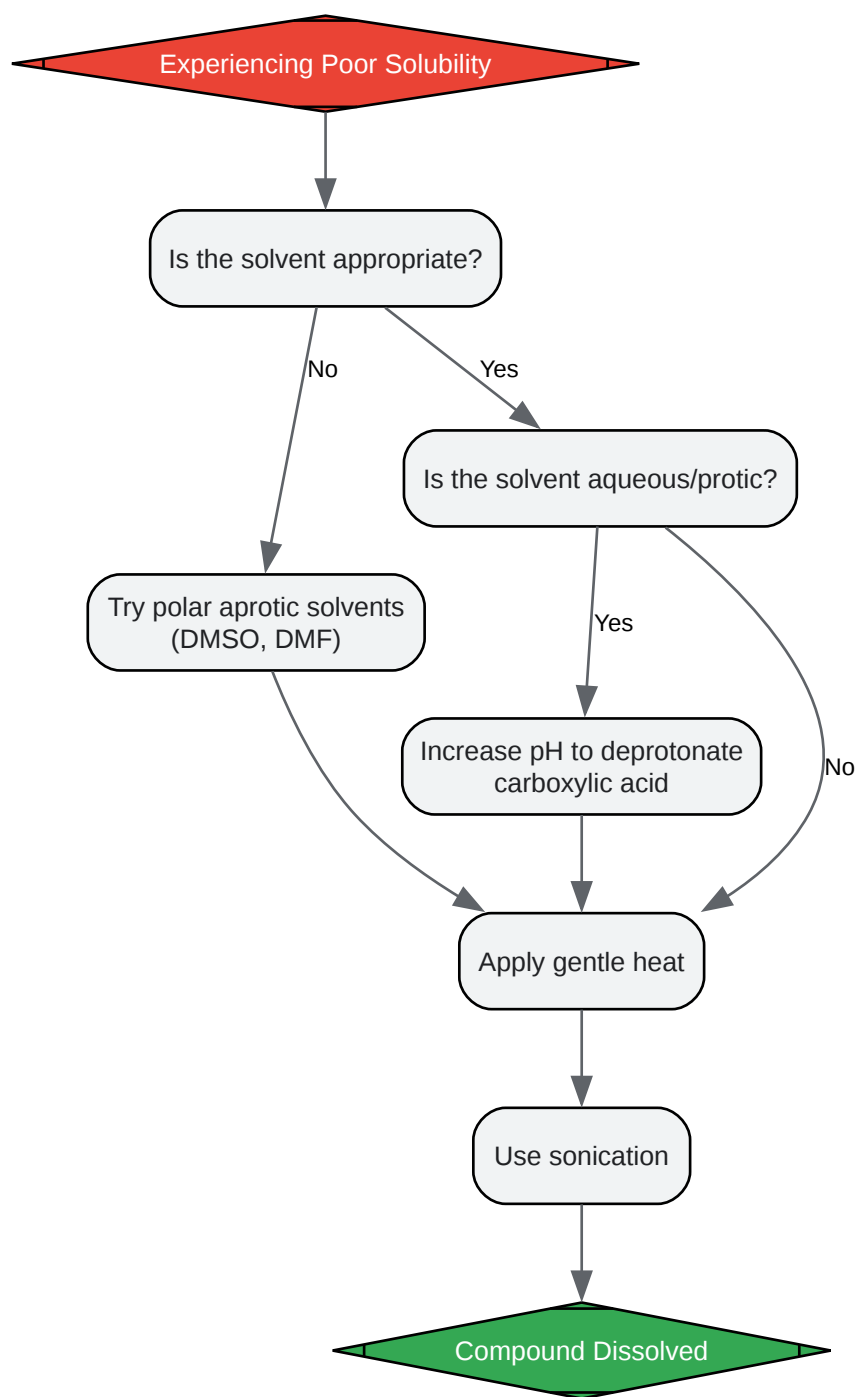 Experiencing Poor Solubility
Is the solvent appropriate?
No
Yes
Is the solvent aqueous/protic?
Try polar aprotic solvents
(DMSO, DMF)
Yes
Increase pH to deprotonate
carboxylic acid
No
Apply gentle heat
Use sonication
Compound Dissolved